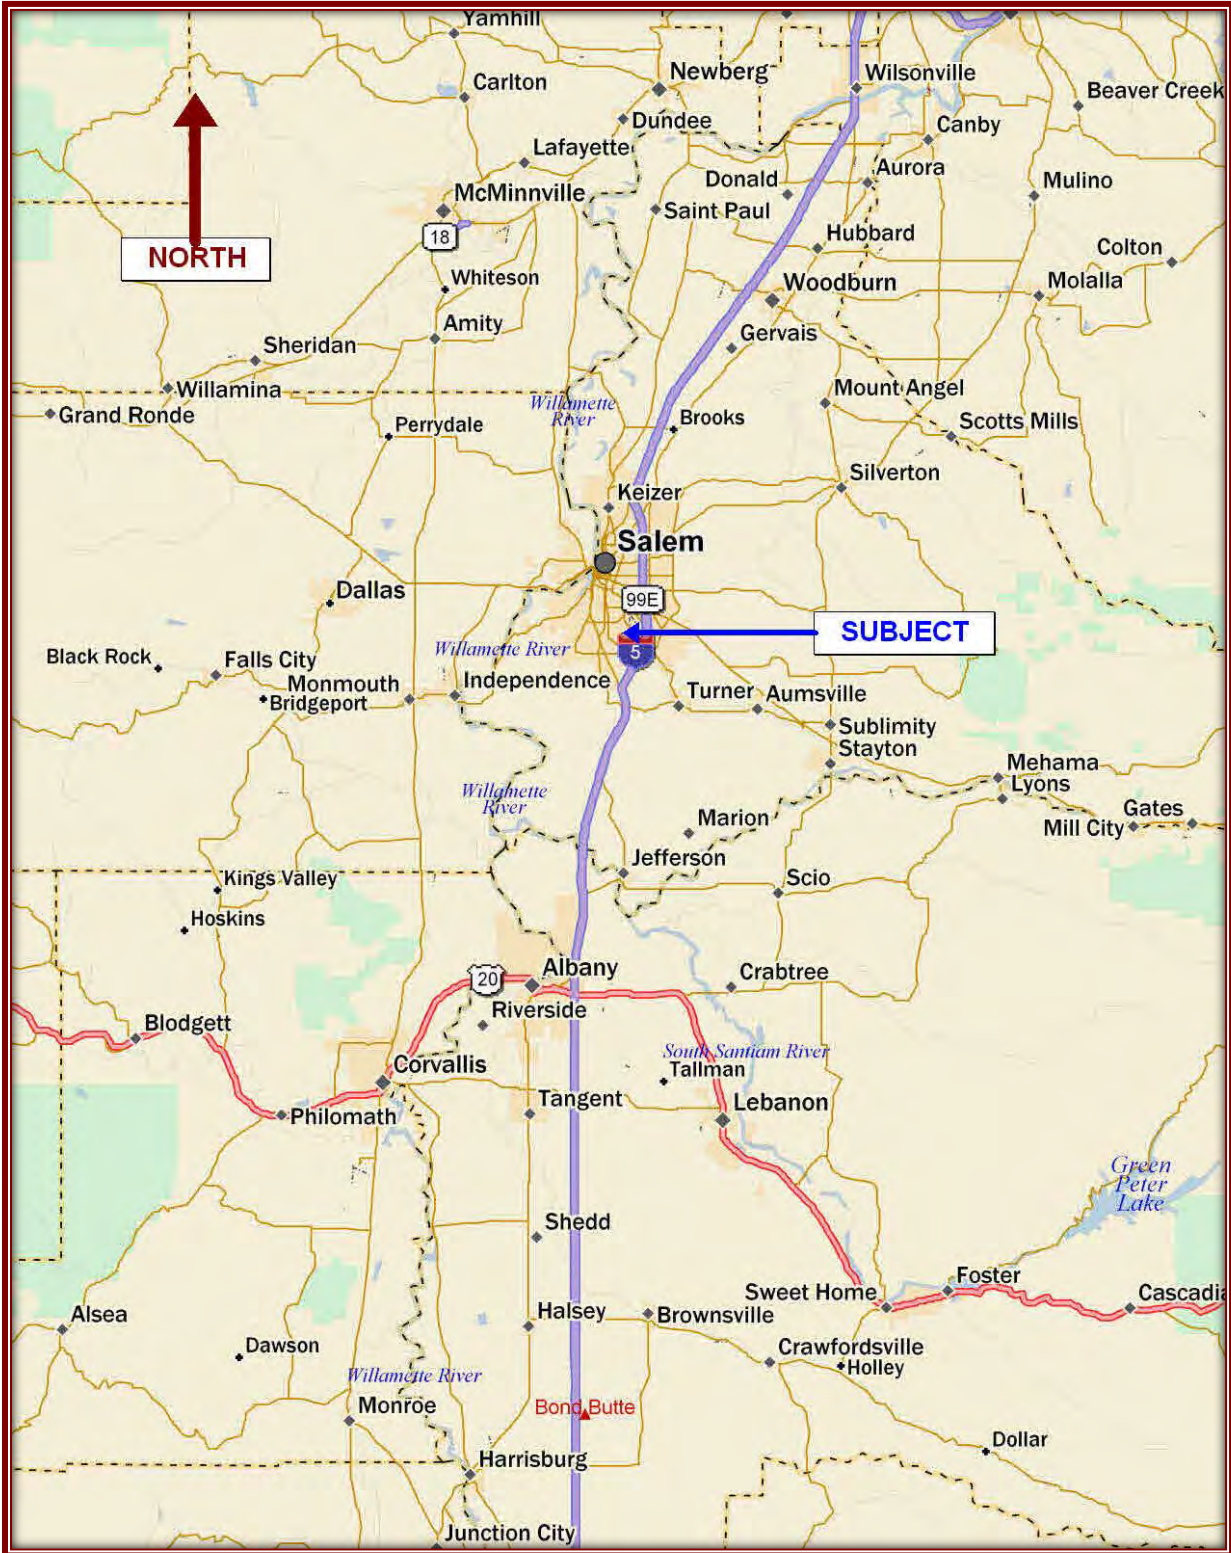 Yamhill
Newberg
Wilsonville
Carlton
Beaver Creek
Dundee
Canby
Lafayette
Aurora
Donald
Mulino
McMinnville
Saint Paul
18
Hubbard
Colton
NORTH
Whiteson
Woodburn
Molalla
Amity
Gervais
Sheridan
Willamina
Mount Angel
Grand Ronde
Willamette
River
Perrydale
Brooks
Scotts Mills
Silverton
Keizer
Salem
Dallas
99E
SUBJECT
Willamette River
5
Black Rock
Falls City
Independence
Monmouth
Bridgeport
Turner
Aumsville
Sublimity
Stayton
Mehama
Lyons
Willamette
River
Marion
Gates
Mill City
Jefferson
Kings Valley
Scio
Hoskins
Albany
20
Crabtree
Riverside
Blodgett
South Santiam River
Corvallis
Tallman
Tangent
Lebanon
Philomath
Green
Peter
Lake
Shedd
Foster
Sweet Home
Cascadia
Alsea
Halsey
Brownsville
Dawson
Crawfordsville
Holley
Willamette River
Monroe
Bond Butte
Dollar
Harrisburg
Junction City